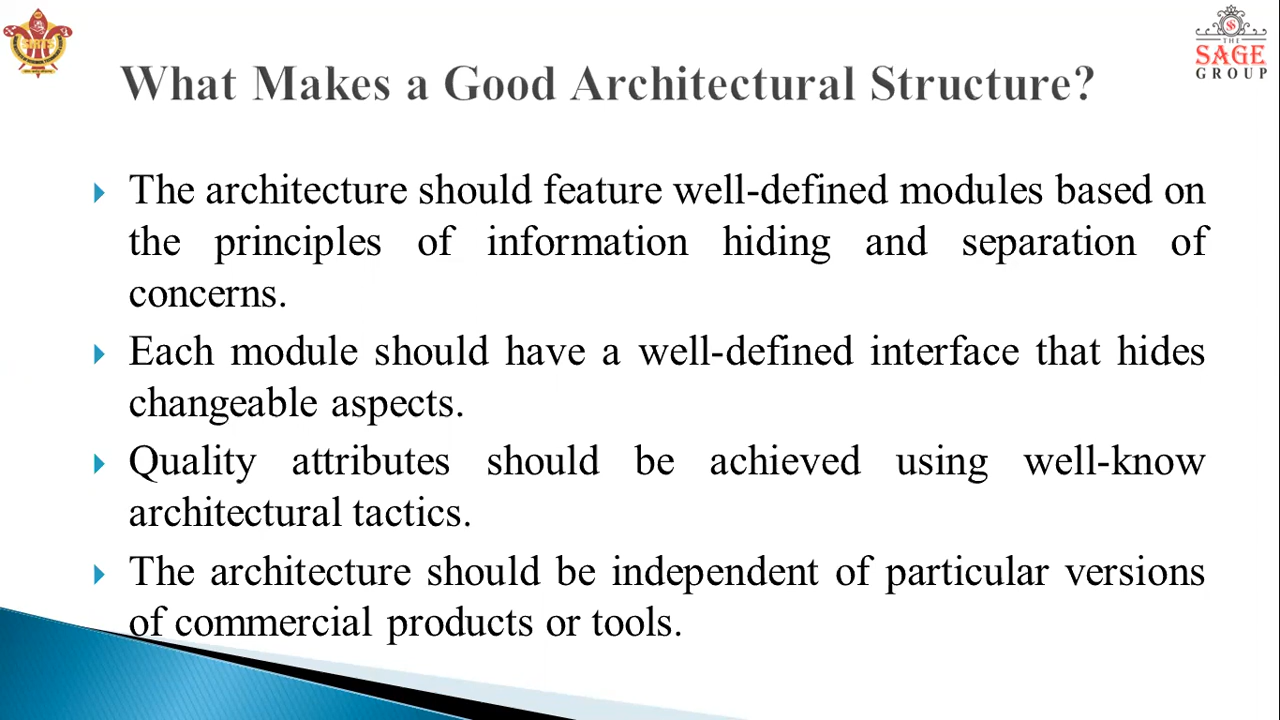 THE
SAGE
GROUP
What Makes a Good Architectural Structure?
The architecture should feature well-defined modules based on
the principles of information hiding and separation of
concerns.
Each module should have a well-defined interface that hides
changeable aspects.
Quality attributes should be achieved using well-know
architectural tactics.
The architecture should be independent of particular versions
of commercial products or tools.